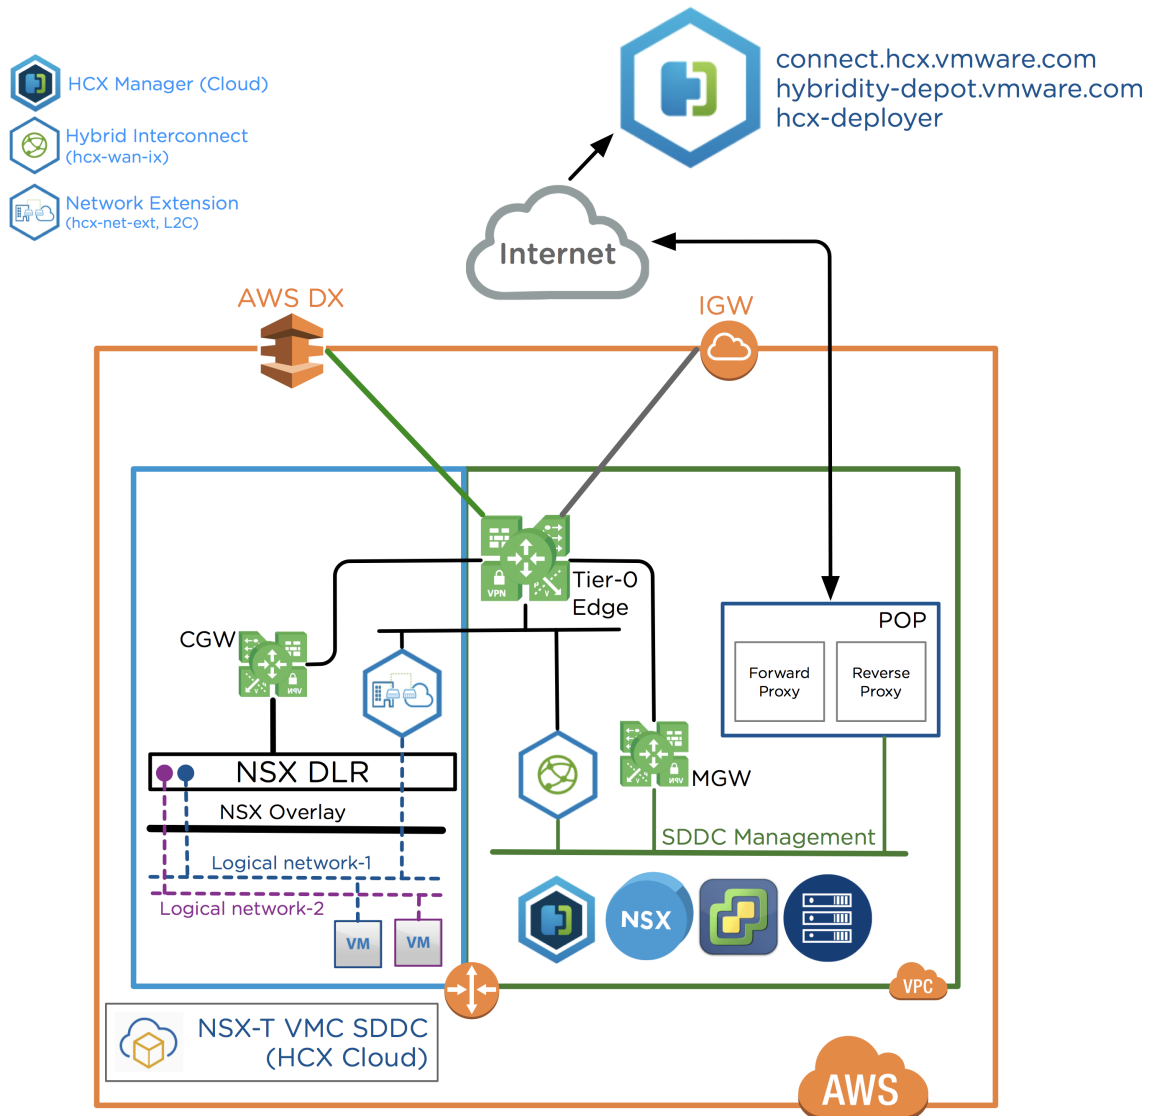 connect.hcx.vmware.com
hybridity-depot.vmware.com
hcx-deployer
HCX Manager (Cloud)
Hybrid Interconnect
(hcx-wan-ix)
Network Extension
(hcx-net-ext, L2C)
Internet
AWS DX
IGW
VPN
Tier-0
Edge
CGW
VPN
POP
Forward
Proxy
Reverse
Proxy
NSX DLR
MGW
VPN
NSX Overlay
SDDC Management
Logical network-1
Logical network-2
VM
VM
NSX
VPC
NSX-T VMC SDDC
(HCX Cloud)
AWS